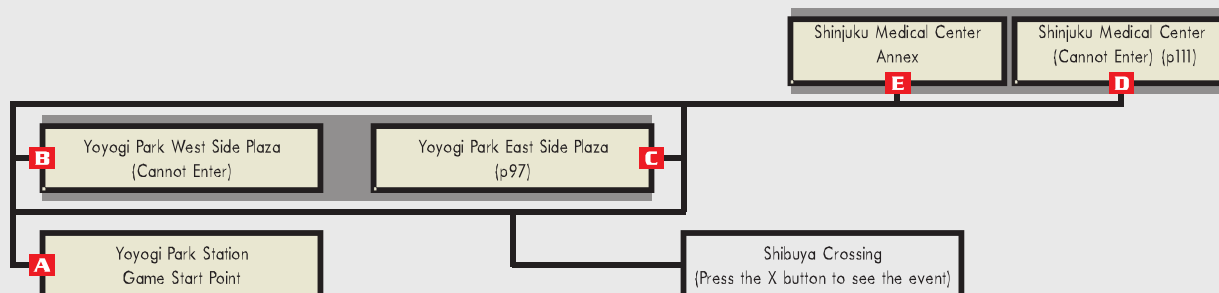 Shinjuku Medical Center
Annex
Shinjuku Medical Center
(Cannot Enter) (p111)
E
D
Yoyogi Park West Side Plaza
(Cannot Enter)
B
Yoyogi Park East Side Plaza
(p97)
C
Yoyogi Park Station
Game Start Point
A
Shibuya Crossing
(Press the X button to see the event)